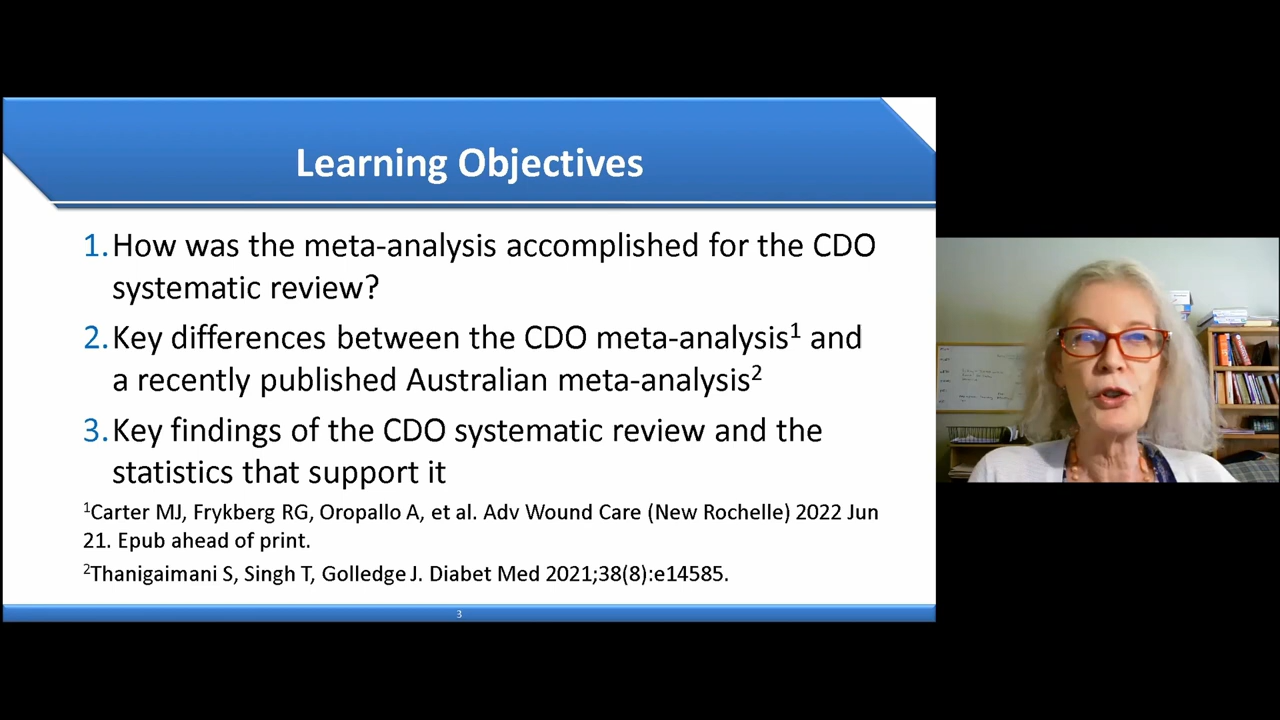 Learning Objectives
1. How was the meta-analysis accomplished for the CDO
systematic review?
2. Key differences between the CDO meta-analysis¹ and
a recently published Australian meta-analysis²
3. Key findings of the CDO systematic review and the
statistics that support it
¹Carter MJ, Frykberg RG, Oropallo A, et al. Adv Wound Care (New Rochelle) 2022 Jun
21. Epub ahead of print.
²Thanigaimani S, Singh T, Golledge J. Diabet Med 2021;38(8):e14585.
3